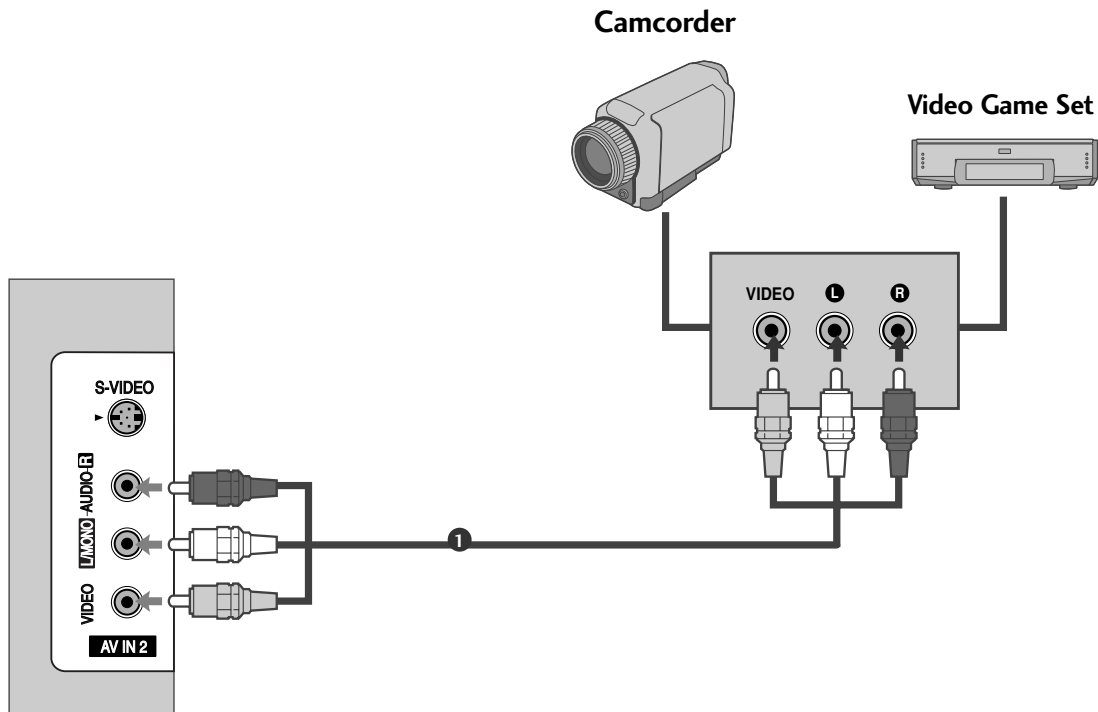 Camcorder
Video Game Set
VIDEO L R
S-VIDEO
L/MONO-AUDIO-R
VIDEO
AV IN 2
1